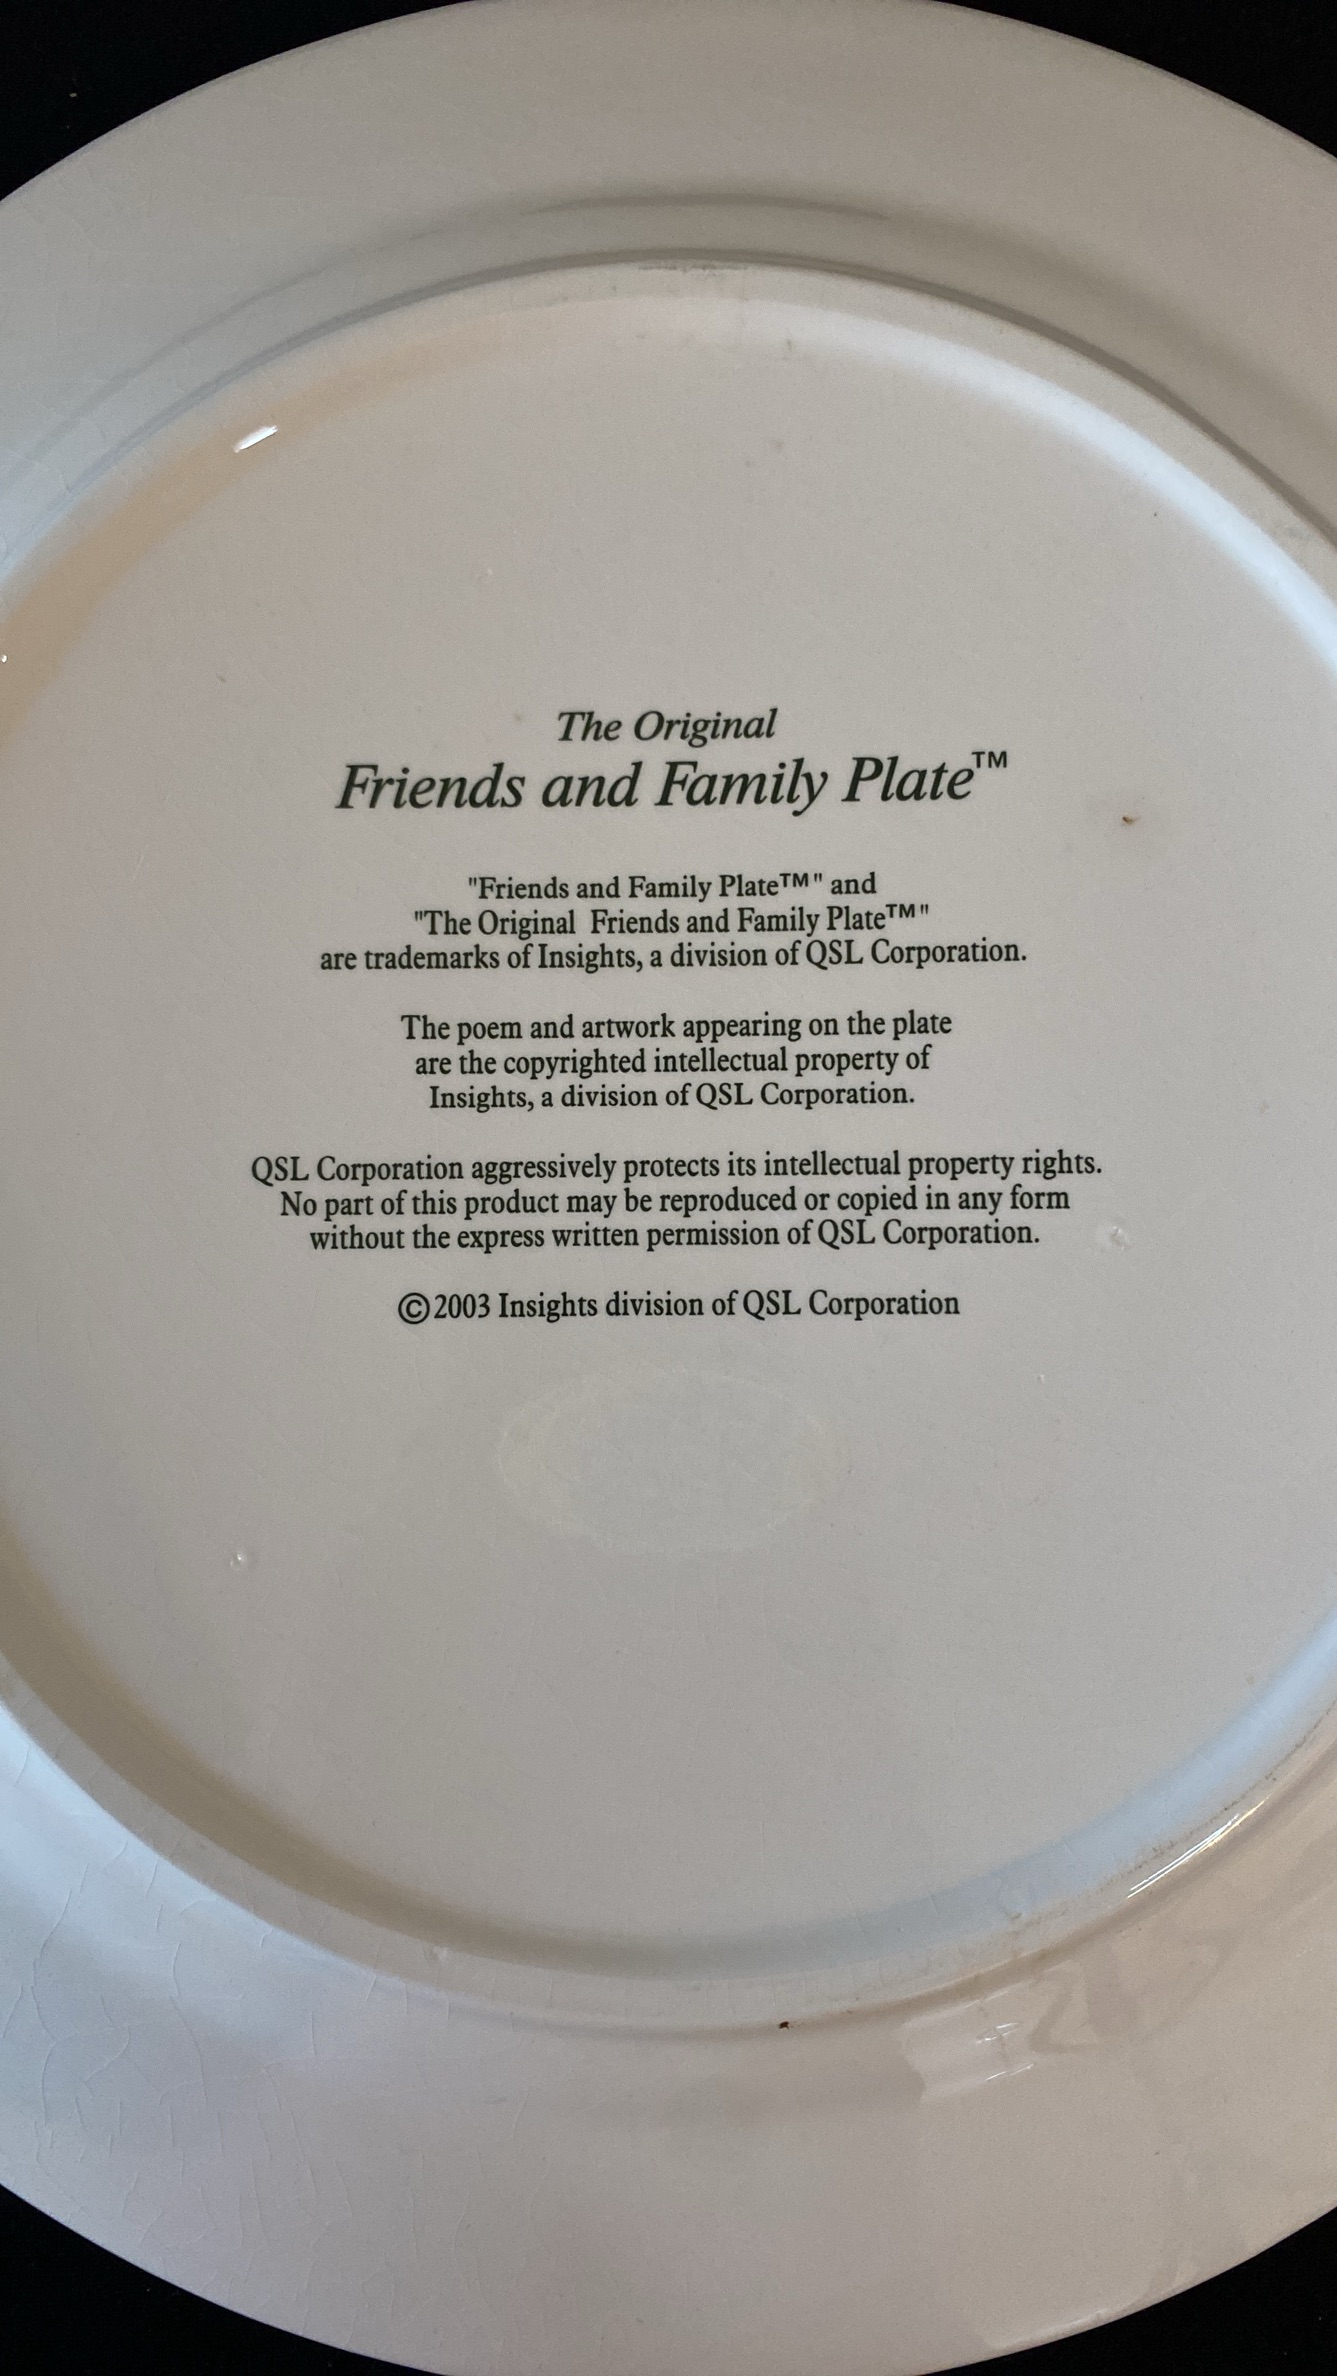 The Original
Friends and Family Plate™
"Friends and Family Plate™" and
"The Original Friends and Family Plate™"
are trademarks of Insights, a division of QSL Corporation.
The poem and artwork appearing on the plate
are the copyrighted intellectual property of
Insights, a division of QSL Corporation.
QSL Corporation aggressively protects its intellectual property rights.
No part of this product may be reproduced or copied in any form
without the express written permission of QSL Corporation.
©2003 Insights division of QSL Corporation